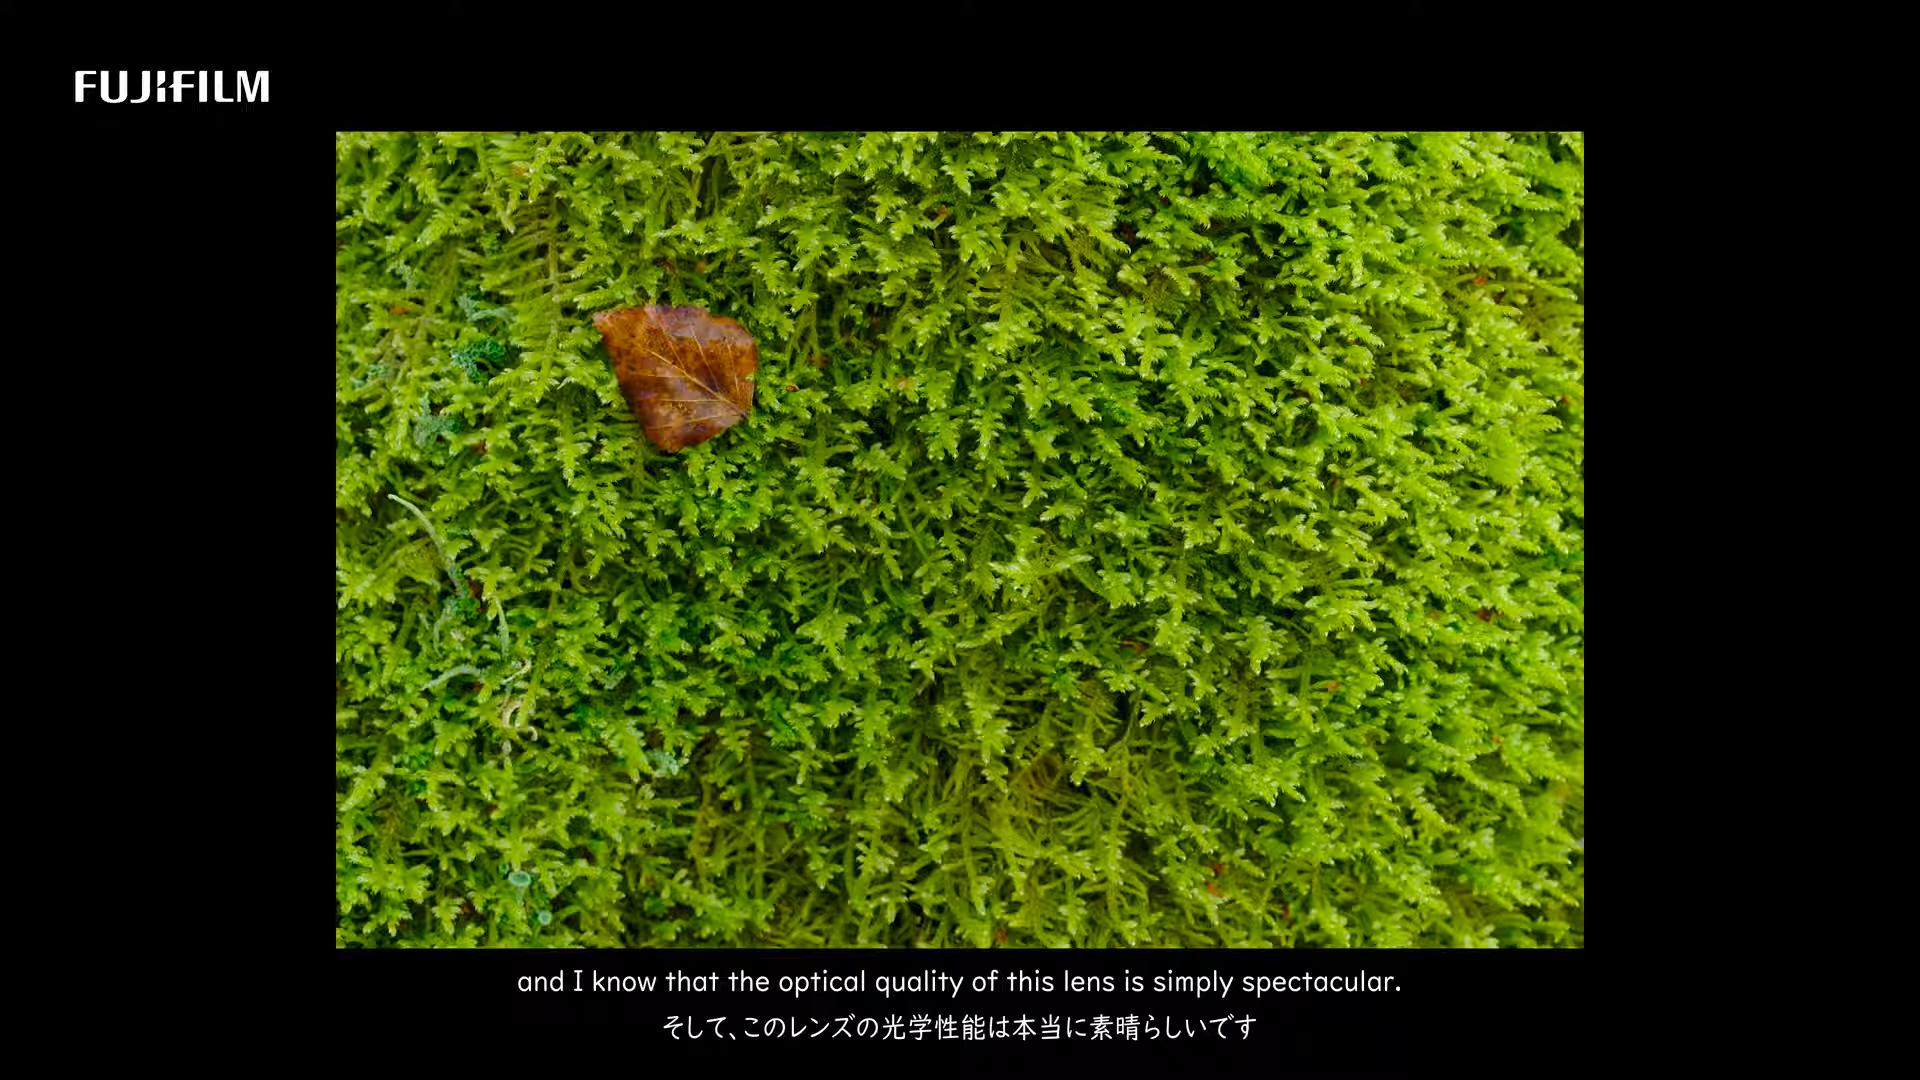 FUJIFILM
and I know that the optical quality of this lens is simply spectacular.
そして、このレンズの光学性能は本当に素晴らしいです